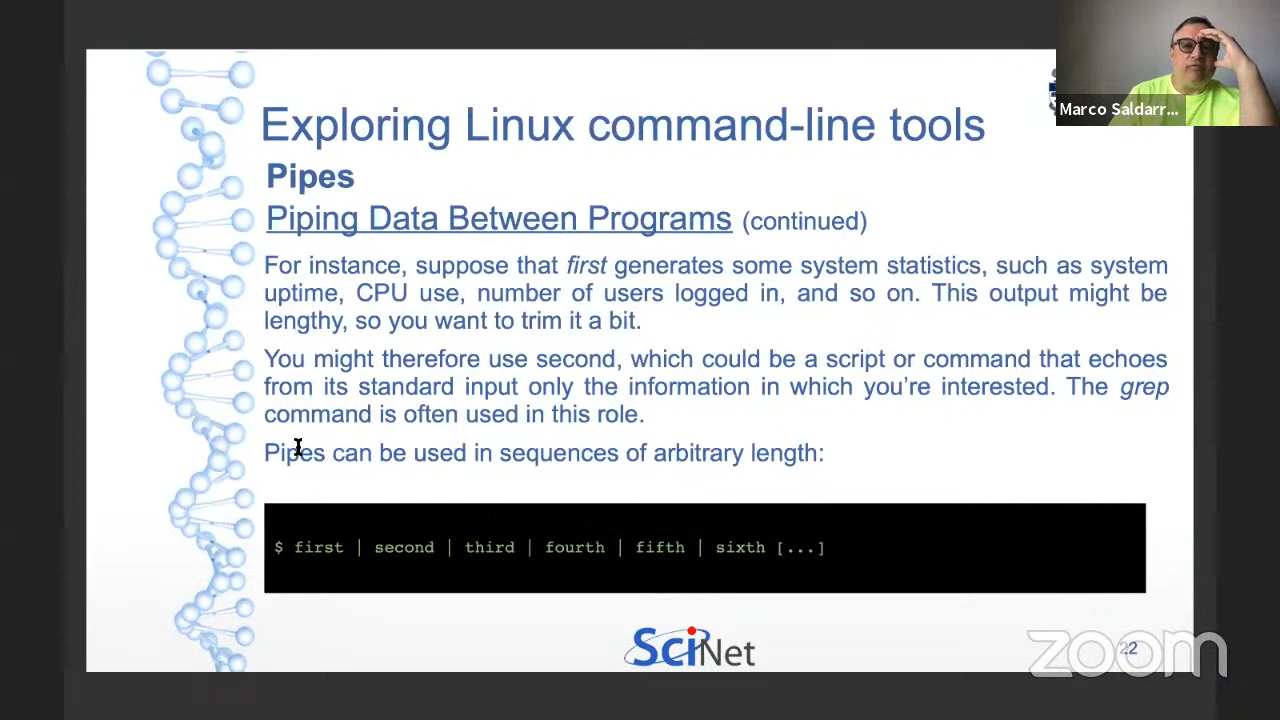 Exploring Linux command-line tools
Pipes
Piping Data Between Programs (continued)
For instance, suppose that first generates some system statistics, such as system
uptime, CPU use, number of users logged in, and so on. This output might be
lengthy, so you want to trim it a bit.
You might therefore use second, which could be a script or command that echoes
from its standard input only the information in which you’re interested. The grep
command is often used in this role.
Pipes can be used in sequences of arbitrary length:
$ first | second | third | fourth | fifth | sixth [...]
SciNet
22
zoom
Marco Saldarr...